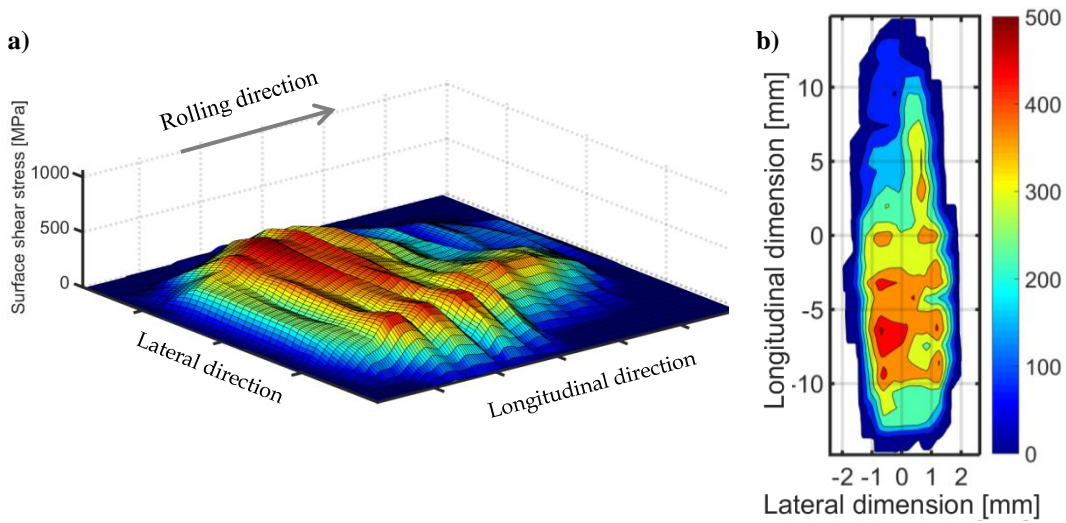 a)
Rolling direction
Surface shear stress [MPa]
1000
500
0
Lateral direction
Longitudinal direction
b)
Longitudinal dimension [mm]
10
5
0
-5
-10
-2 -1 0 1 2
Lateral dimension [mm]
500
400
300
200
100
0